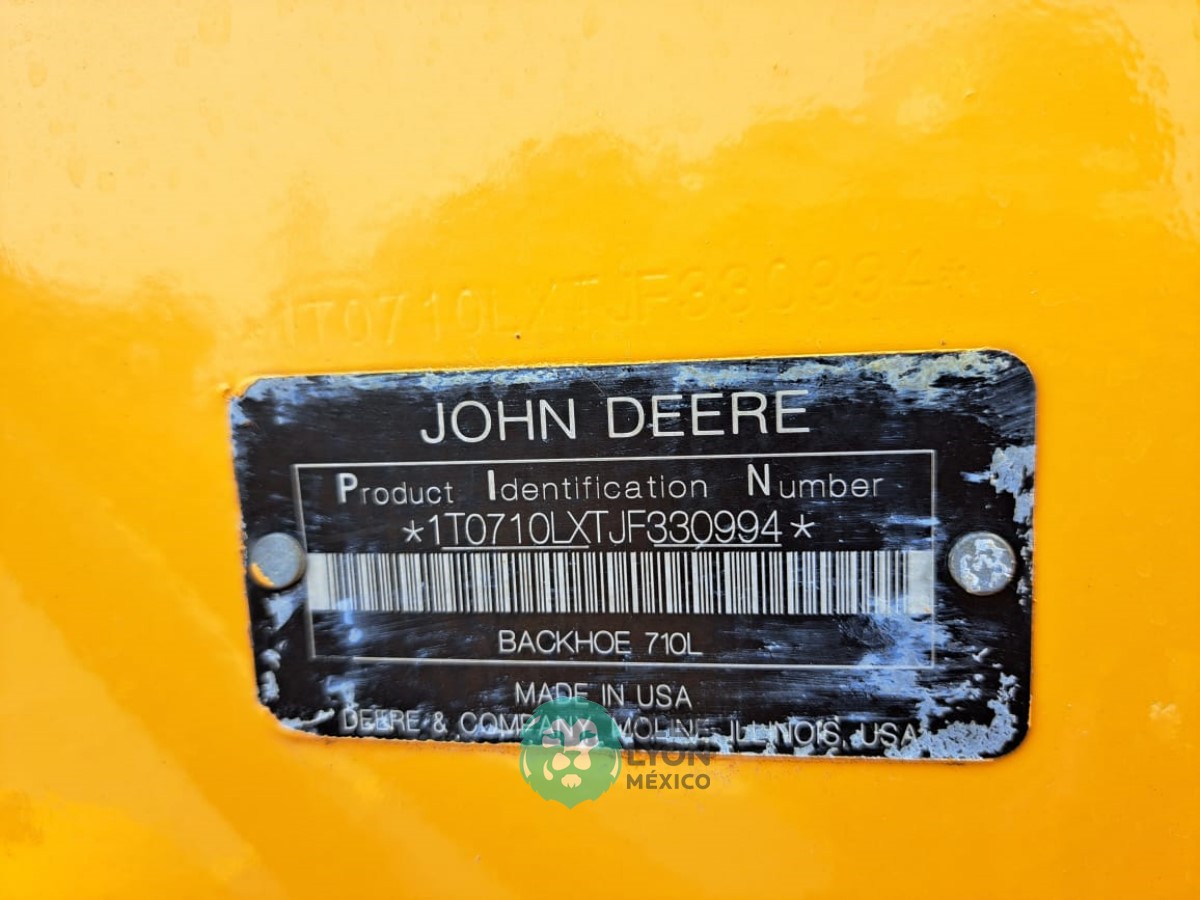 *1T0710LXTJF330994*
JOHN DEERE
Product Identification Number
*1T0710LXTJF330994*
BACKHOE 710L
MADE IN USA
DEERE & COMPANY MOLINE, ILLINOIS, USA
LYON
MÉXICO